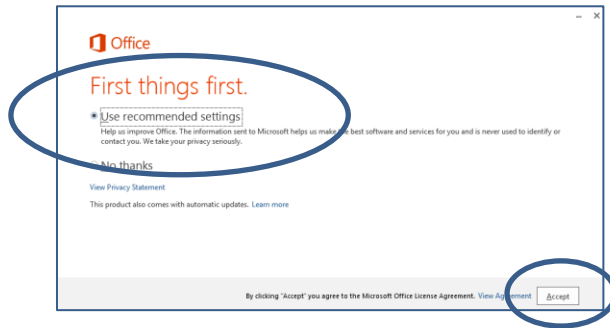 Office
First things first.
Use recommended settings
Help us improve Office. The information sent to Microsoft helps us make the best software and services for you and is never used to identify or
contact you. We take your privacy seriously.
No thanks
View Privacy Statement
This product also comes with automatic updates. Learn more
By clicking "Accept" you agree to the Microsoft Office License Agreement. View Agreement Accept